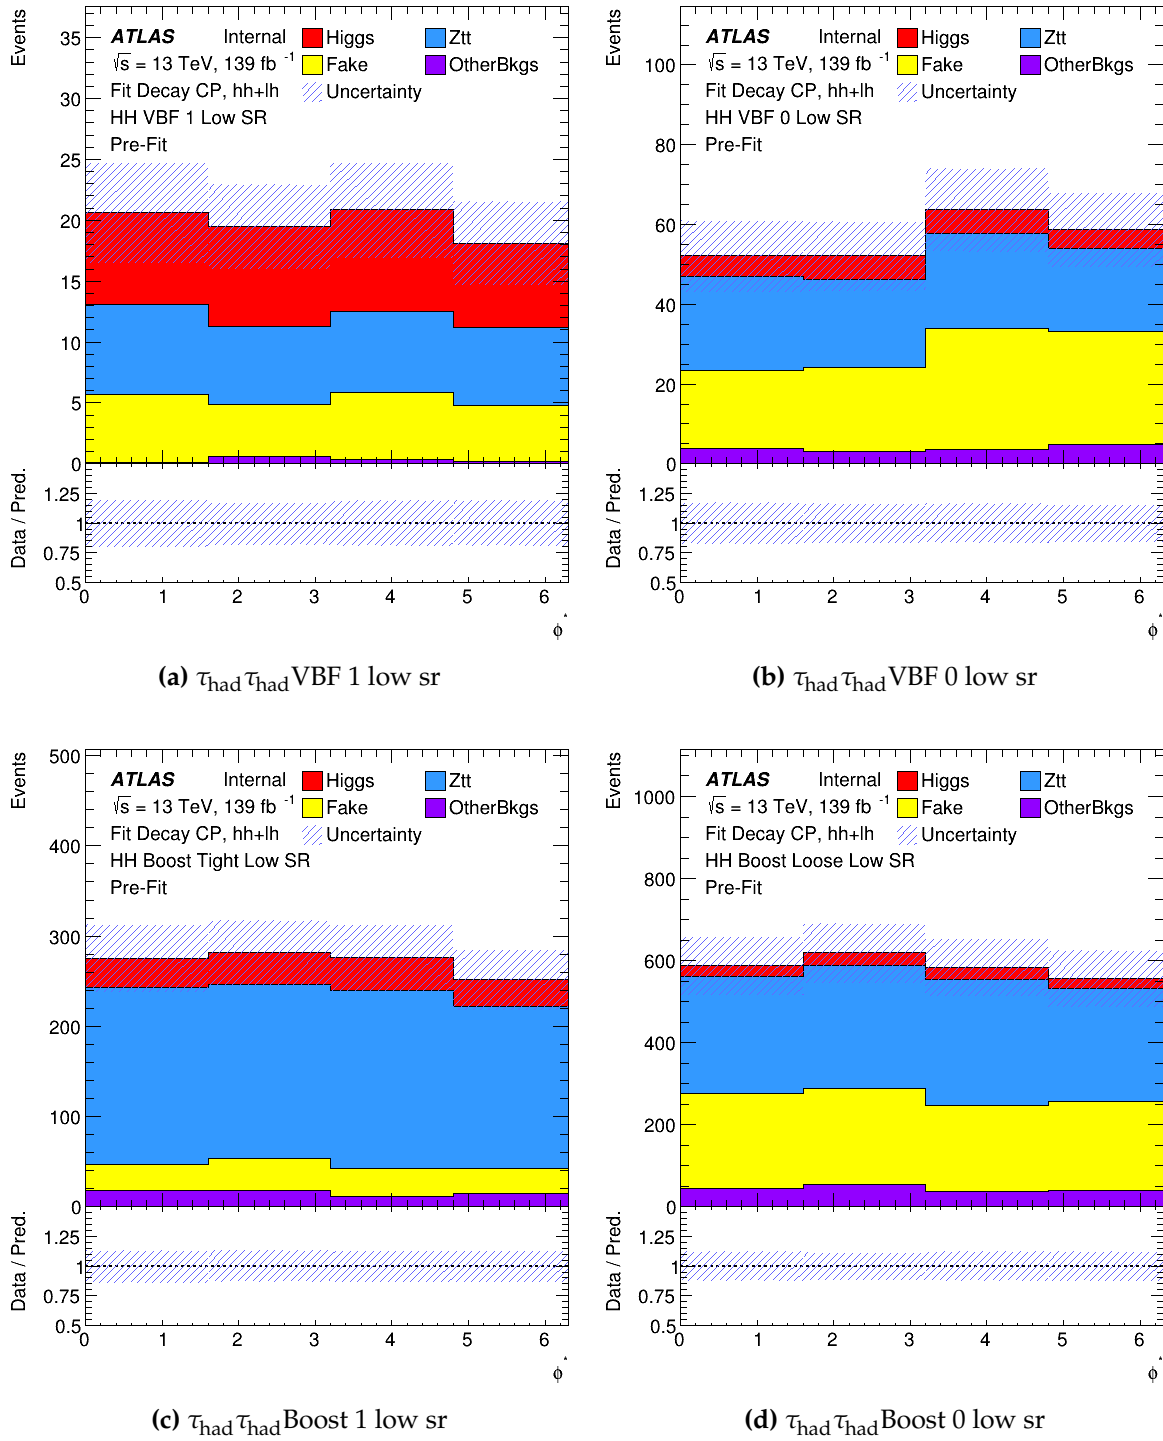 Events
35
30
25
20
15
10
5
0
ATLAS Internal
√s = 13 TeV, 139 fb⁻¹
Fit Decay CP, hh+lh
HH VBF 1 Low SR
Pre-Fit
Higgs Ztt
Fake OtherBkgs
Uncertainty
Data / Pred.
1.25
1
0.75
0.5
0 1 2 3 4 5 6
ϕ*
(a) τhadτhadVBF 1 low sr
Events
100
80
60
40
20
0
ATLAS Internal
√s = 13 TeV, 139 fb⁻¹
Fit Decay CP, hh+lh
HH VBF 0 Low SR
Pre-Fit
Higgs Ztt
Fake OtherBkgs
Uncertainty
Data / Pred.
1.25
1
0.75
0.5
0 1 2 3 4 5 6
ϕ*
(b) τhadτhadVBF 0 low sr
Events
500
400
300
200
100
0
ATLAS Internal
√s = 13 TeV, 139 fb⁻¹
Fit Decay CP, hh+lh
HH Boost Tight Low SR
Pre-Fit
Higgs Ztt
Fake OtherBkgs
Uncertainty
Data / Pred.
1.25
1
0.75
0.5
0 1 2 3 4 5 6
ϕ*
(c) τhadτhadBoost 1 low sr
Events
1000
800
600
400
200
0
ATLAS Internal
√s = 13 TeV, 139 fb⁻¹
Fit Decay CP, hh+lh
HH Boost Loose Low SR
Pre-Fit
Higgs Ztt
Fake OtherBkgs
Uncertainty
Data / Pred.
1.25
1
0.75
0.5
0 1 2 3 4 5 6
ϕ*
(d) τhadτhadBoost 0 low sr